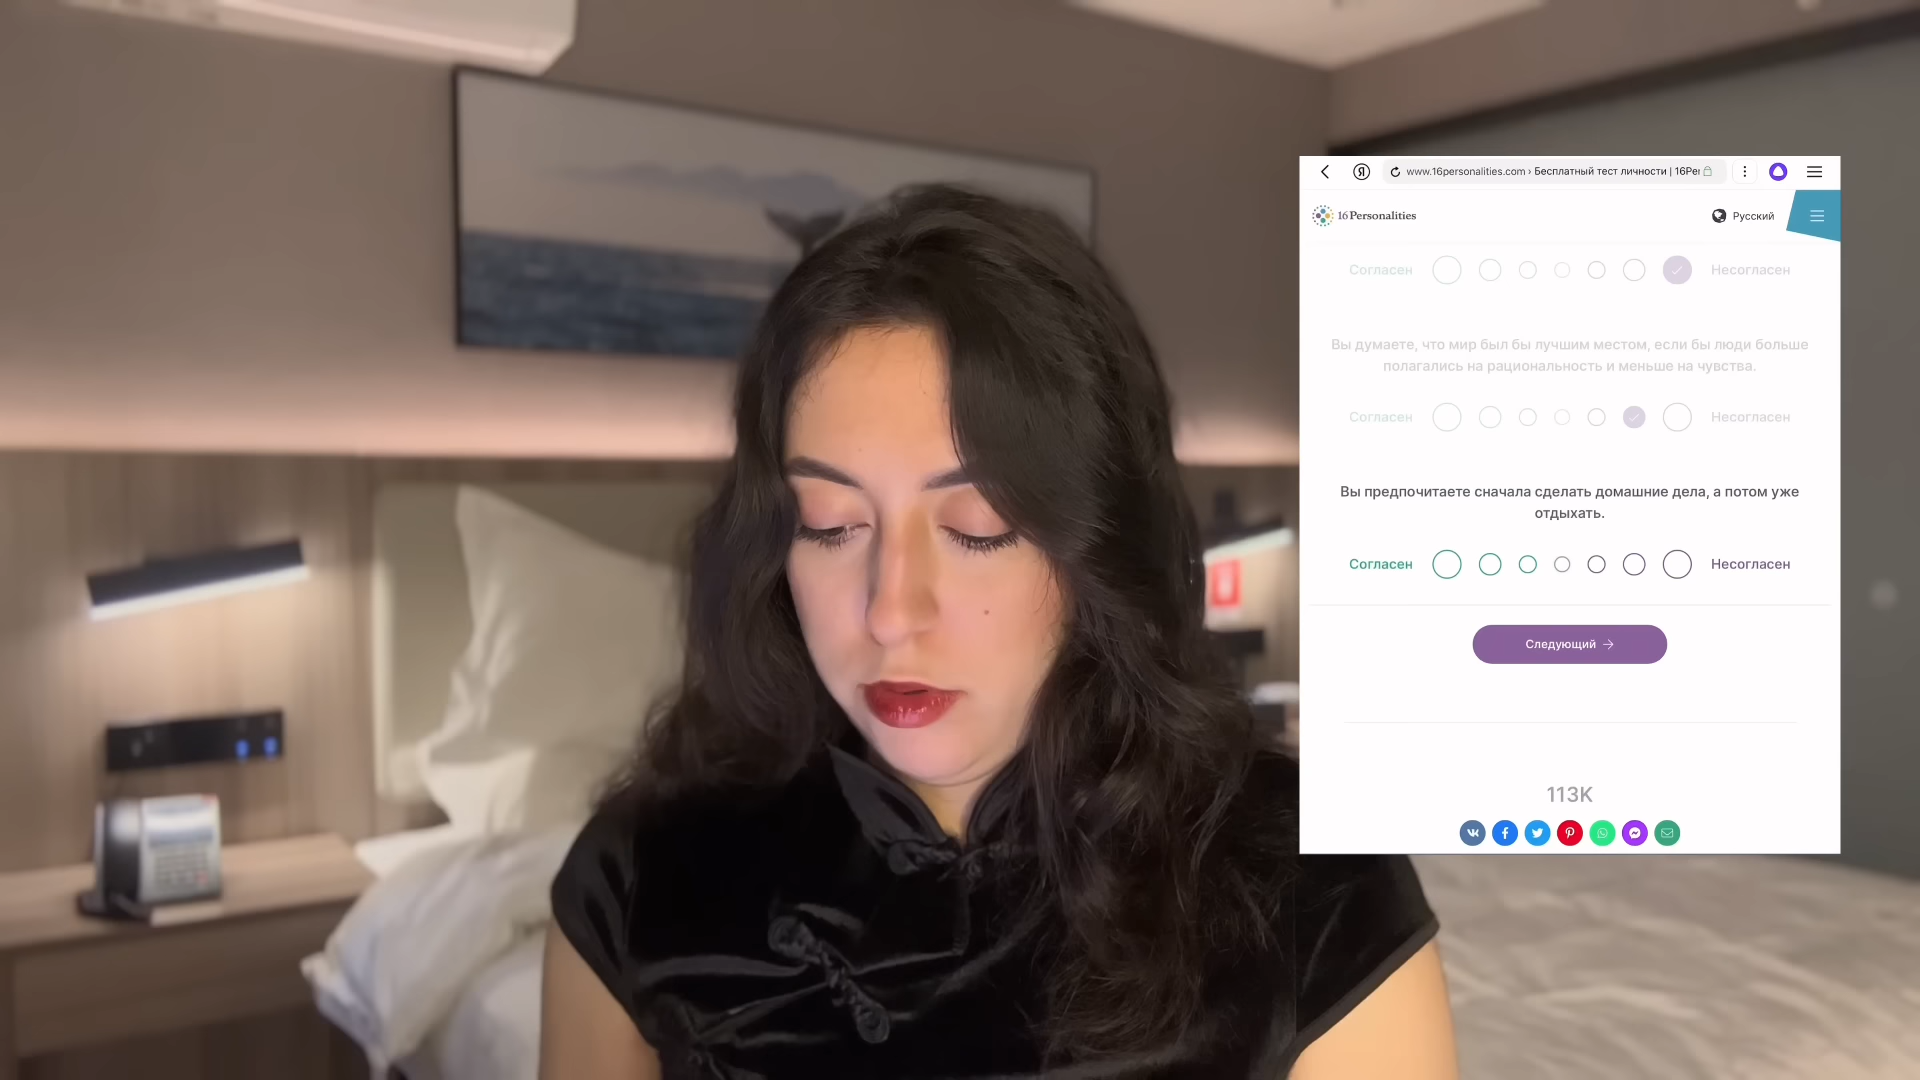 www.16personalities.com › Бесплатный тест личности | 16Per
16Personalities
Русский
Согласен
Несогласен
Вы думаете, что мир был бы лучшим местом, если бы люди больше
полагались на рациональность и меньше на чувства.
Согласен
Несогласен
Вы предпочитаете сначала сделать домашние дела, а потом уже
отдыхать.
Согласен
Несогласен
Следующий →
113K